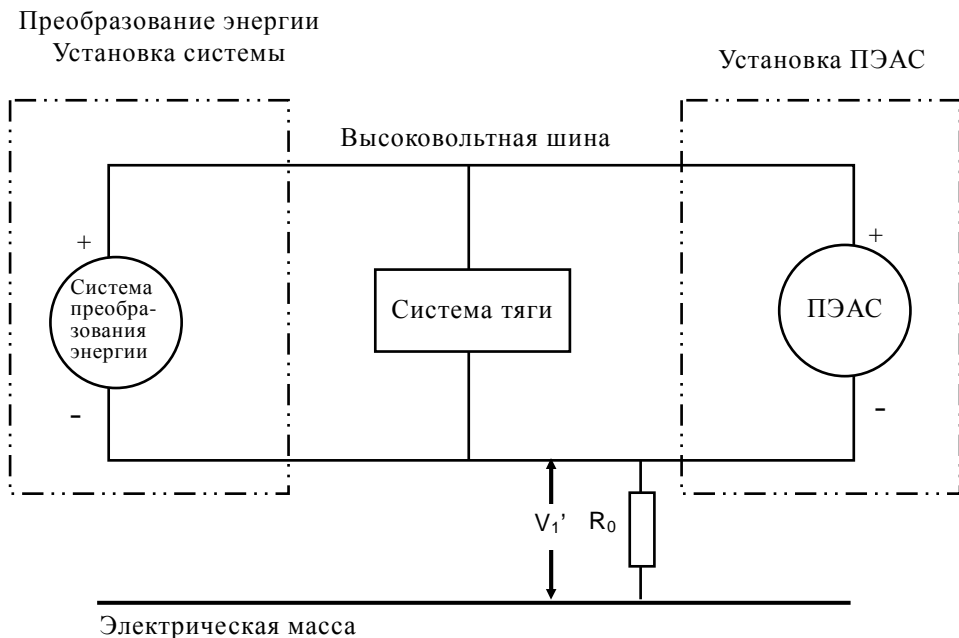 Преобразование энергии
Установка системы
Установка ПЭАС
Высоковольтная шина
+
+
Система
преобра-
зования
энергии
Система тяги
ПЭАС
-
-
V₁’
R₀
Электрическая масса